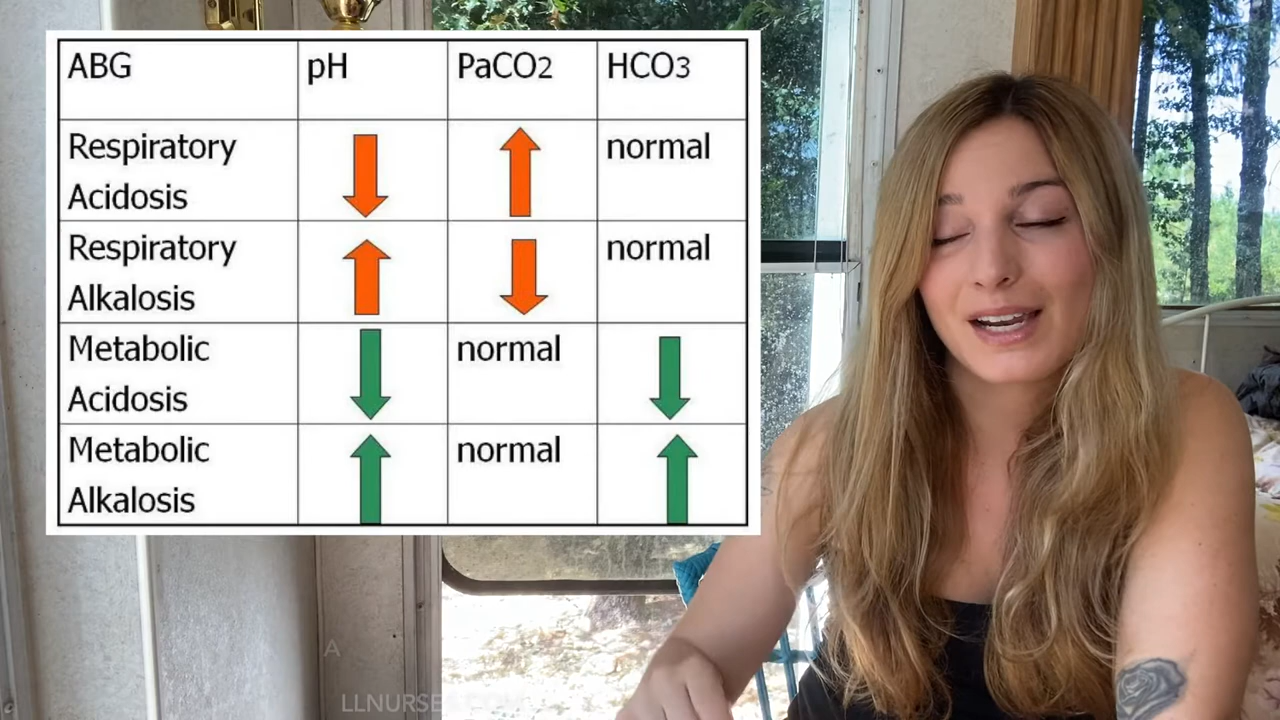 ABG pH PaCO2 HCO3
Respiratory Acidosis normal
Respiratory Alkalosis normal
Metabolic Acidosis normal
Metabolic Alkalosis normal
A